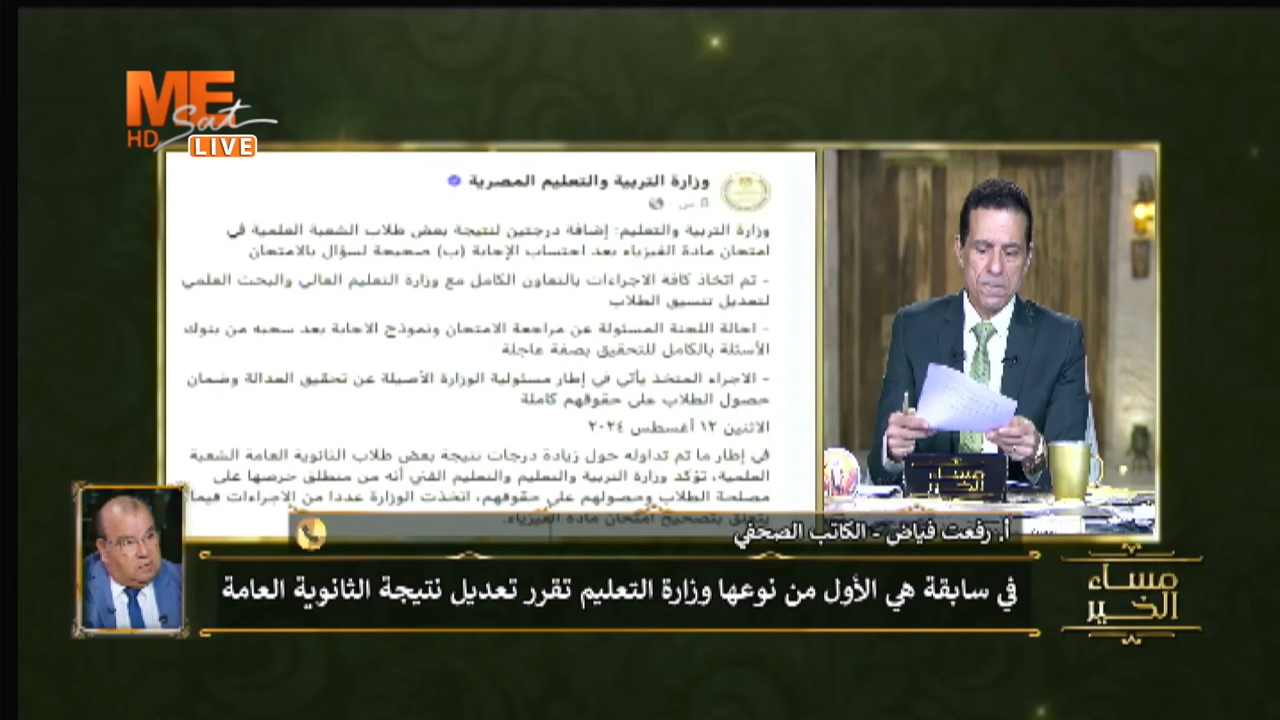 ME
Sat
HD
LIVE
وزارة التربية والتعليم المصرية
٥ س
وزارة التربية والتعليم: إضافة درجتين لنتيجة بعض طلاب الشعبة العلمية في
امتحان مادة الفيزياء بعد احتساب الإجابة (ب) صحيحة لسؤال بالامتحان
- تم اتخاذ كافة الاجراءات بالتعاون الكامل مع وزارة التعليم العالي والبحث العلمي
لتعديل تنسيق الطلاب
- احالة اللجنة المسئولة عن مراجعة الامتحان ونموذج الاجابة بعد سحبه من بنوك
الأسئلة بالكامل للتحقيق بصفة عاجلة
- الاجراء المتخذ يأتي في إطار مسئولية الوزارة الأصيلة عن تحقيق العدالة وضمان
حصول الطلاب على حقوقهم كاملة
الاثنين ١٢ أغسطس ٢٠٢٤
في إطار ما تم تداوله حول زيادة درجات نتيجة بعض طلاب الثانوية العامة الشعبة
العلمية، تؤكد وزارة التربية والتعليم والتعليم الفني أنه من منطلق حرصها على
مصلحة الطلاب وحصولهم على حقوقهم، اتخذت الوزارة عددا من الإجراءات فيما
يتعلق بتصحيح امتحان مادة الفيزياء.
مساء
الخير
أ. رفعت فياض - الكاتب الصحفي
في سابقة هي الأول من نوعها وزارة التعليم تقرر تعديل نتيجة الثانوية العامة
مساء
الخير